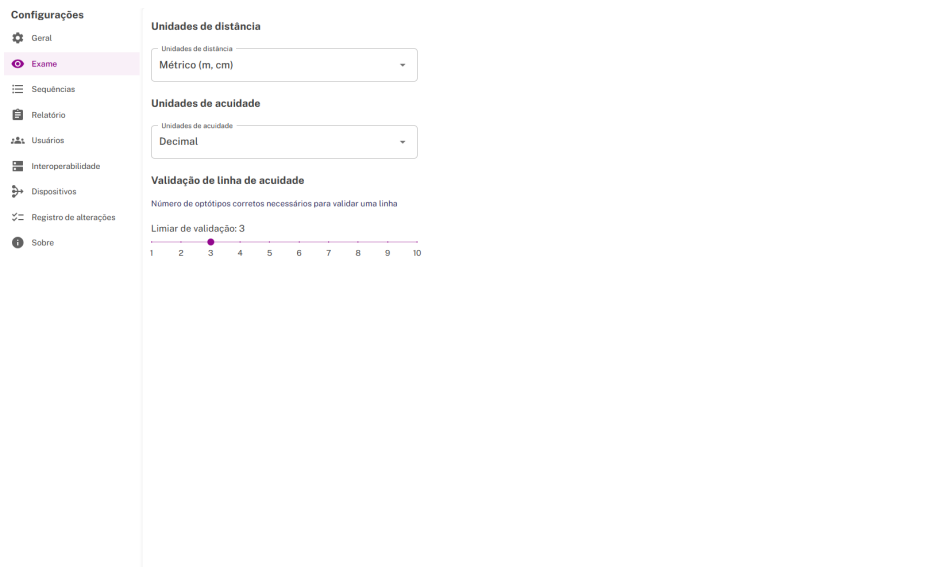 Configurações
Geral
Exame
Sequências
Relatório
Usuários
Interoperabilidade
Dispositivos
Registro de alterações
Sobre
Unidades de distância
Unidades de distância
Métrico (m, cm)
Unidades de acuidade
Unidades de acuidade
Decimal
Validação de linha de acuidade
Número de optótipos corretos necessários para validar uma linha
Limiar de validação: 3
1 2 3 4 5 6 7 8 9 10